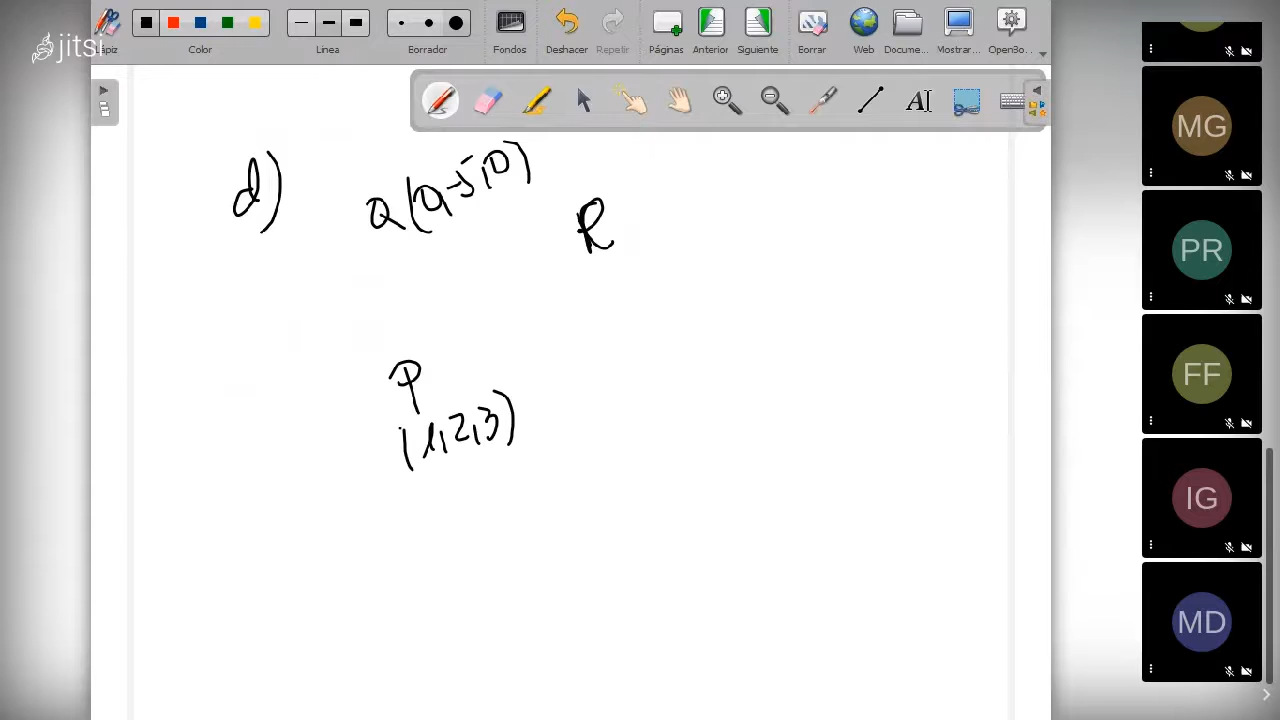 jitsi
Color
Línea
Borrador
Fondos
Deshacer
Repetir
Páginas
Anterior
Siguiente
Borrar
Web
Docume...
Mostrar...
OpenBo...
d)
Q(0,-5,0)
R
P
(1,2,3)
MG
PR
FF
IG
MD